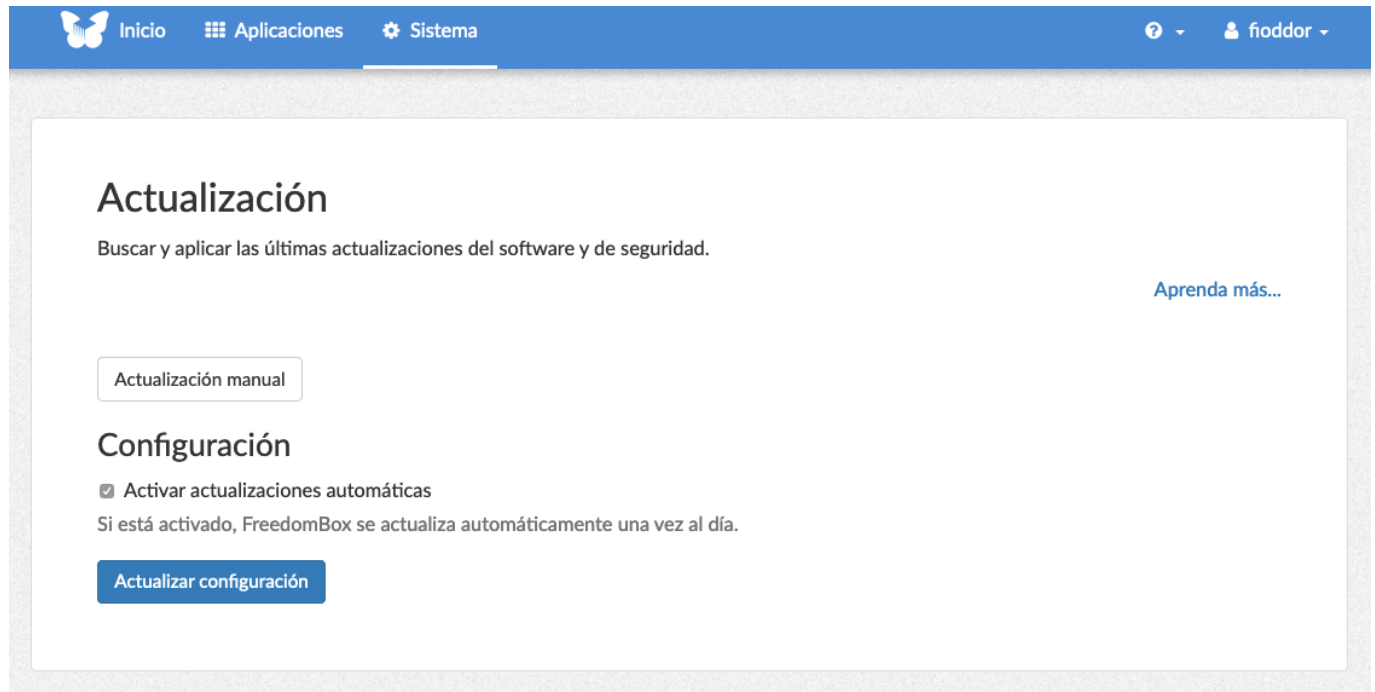 Inicio Aplicaciones Sistema fioddor
Actualización
Buscar y aplicar las últimas actualizaciones del software y de seguridad.
Aprenda más...
Actualización manual
Configuración
Activar actualizaciones automáticas
Si está activado, FreedomBox se actualiza automáticamente una vez al día.
Actualizar configuración